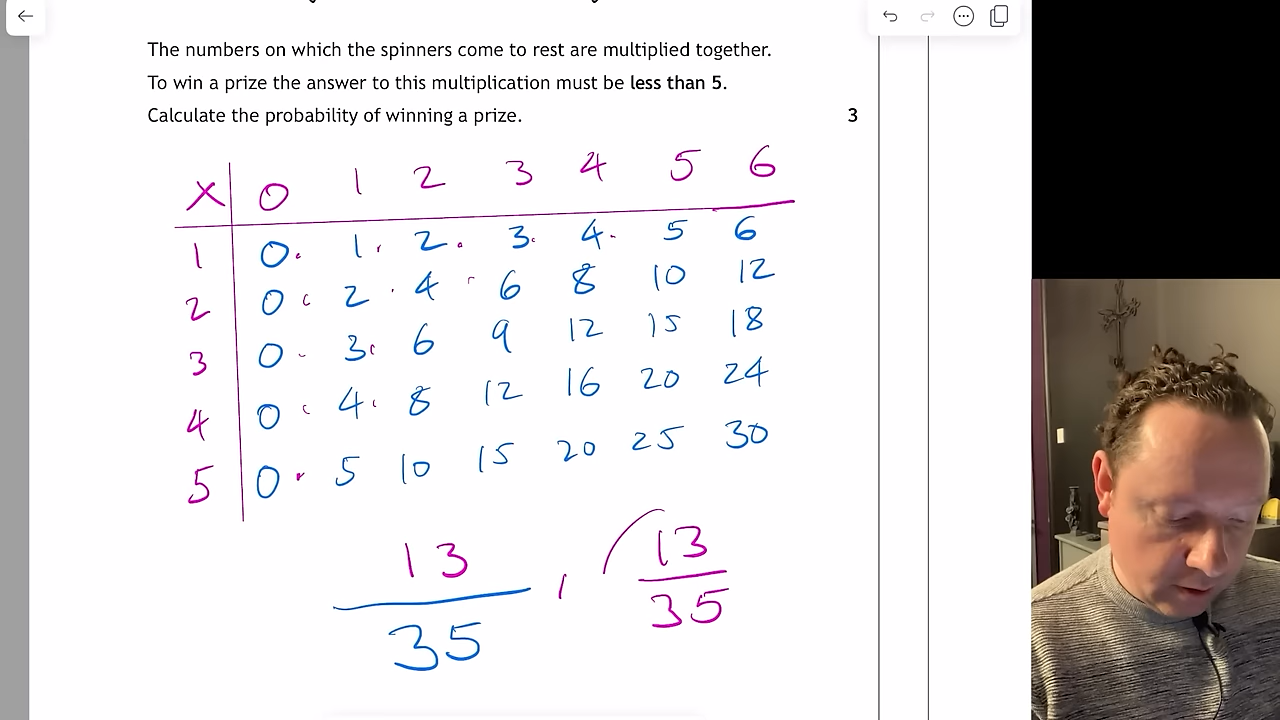 The numbers on which the spinners come to rest are multiplied together.
To win a prize the answer to this multiplication must be less than 5.
Calculate the probability of winning a prize.
3
X 0 1 2 3 4 5 6
1 0 1 2 3 4 5 6
2 0 2 4 6 8 10 12
3 0 3 6 9 12 15 18
4 0 4 8 12 16 20 24
5 0 5 10 15 20 25 30
13
35
,
13
35